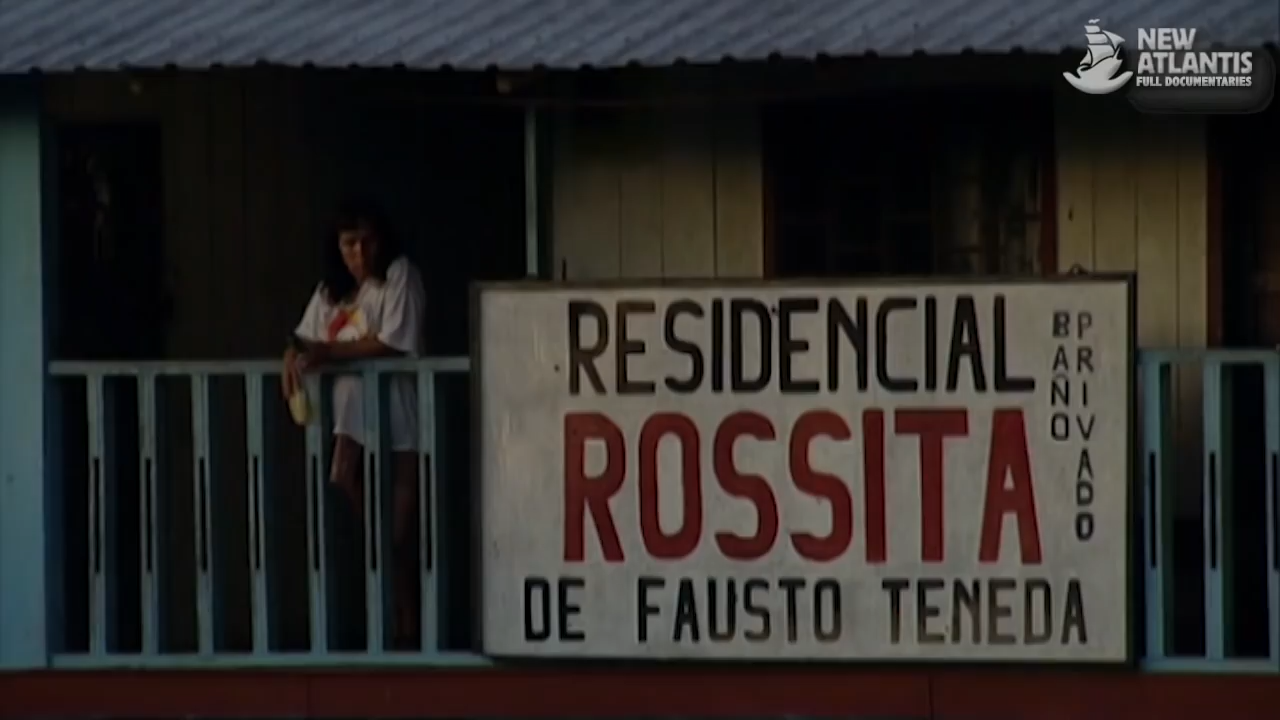 NEW
ATLANTIS
FULL DOCUMENTARIES
RESIDENCIAL
ROSSITA
DE FAUSTO TENEDA
BAÑO
PRIVADO